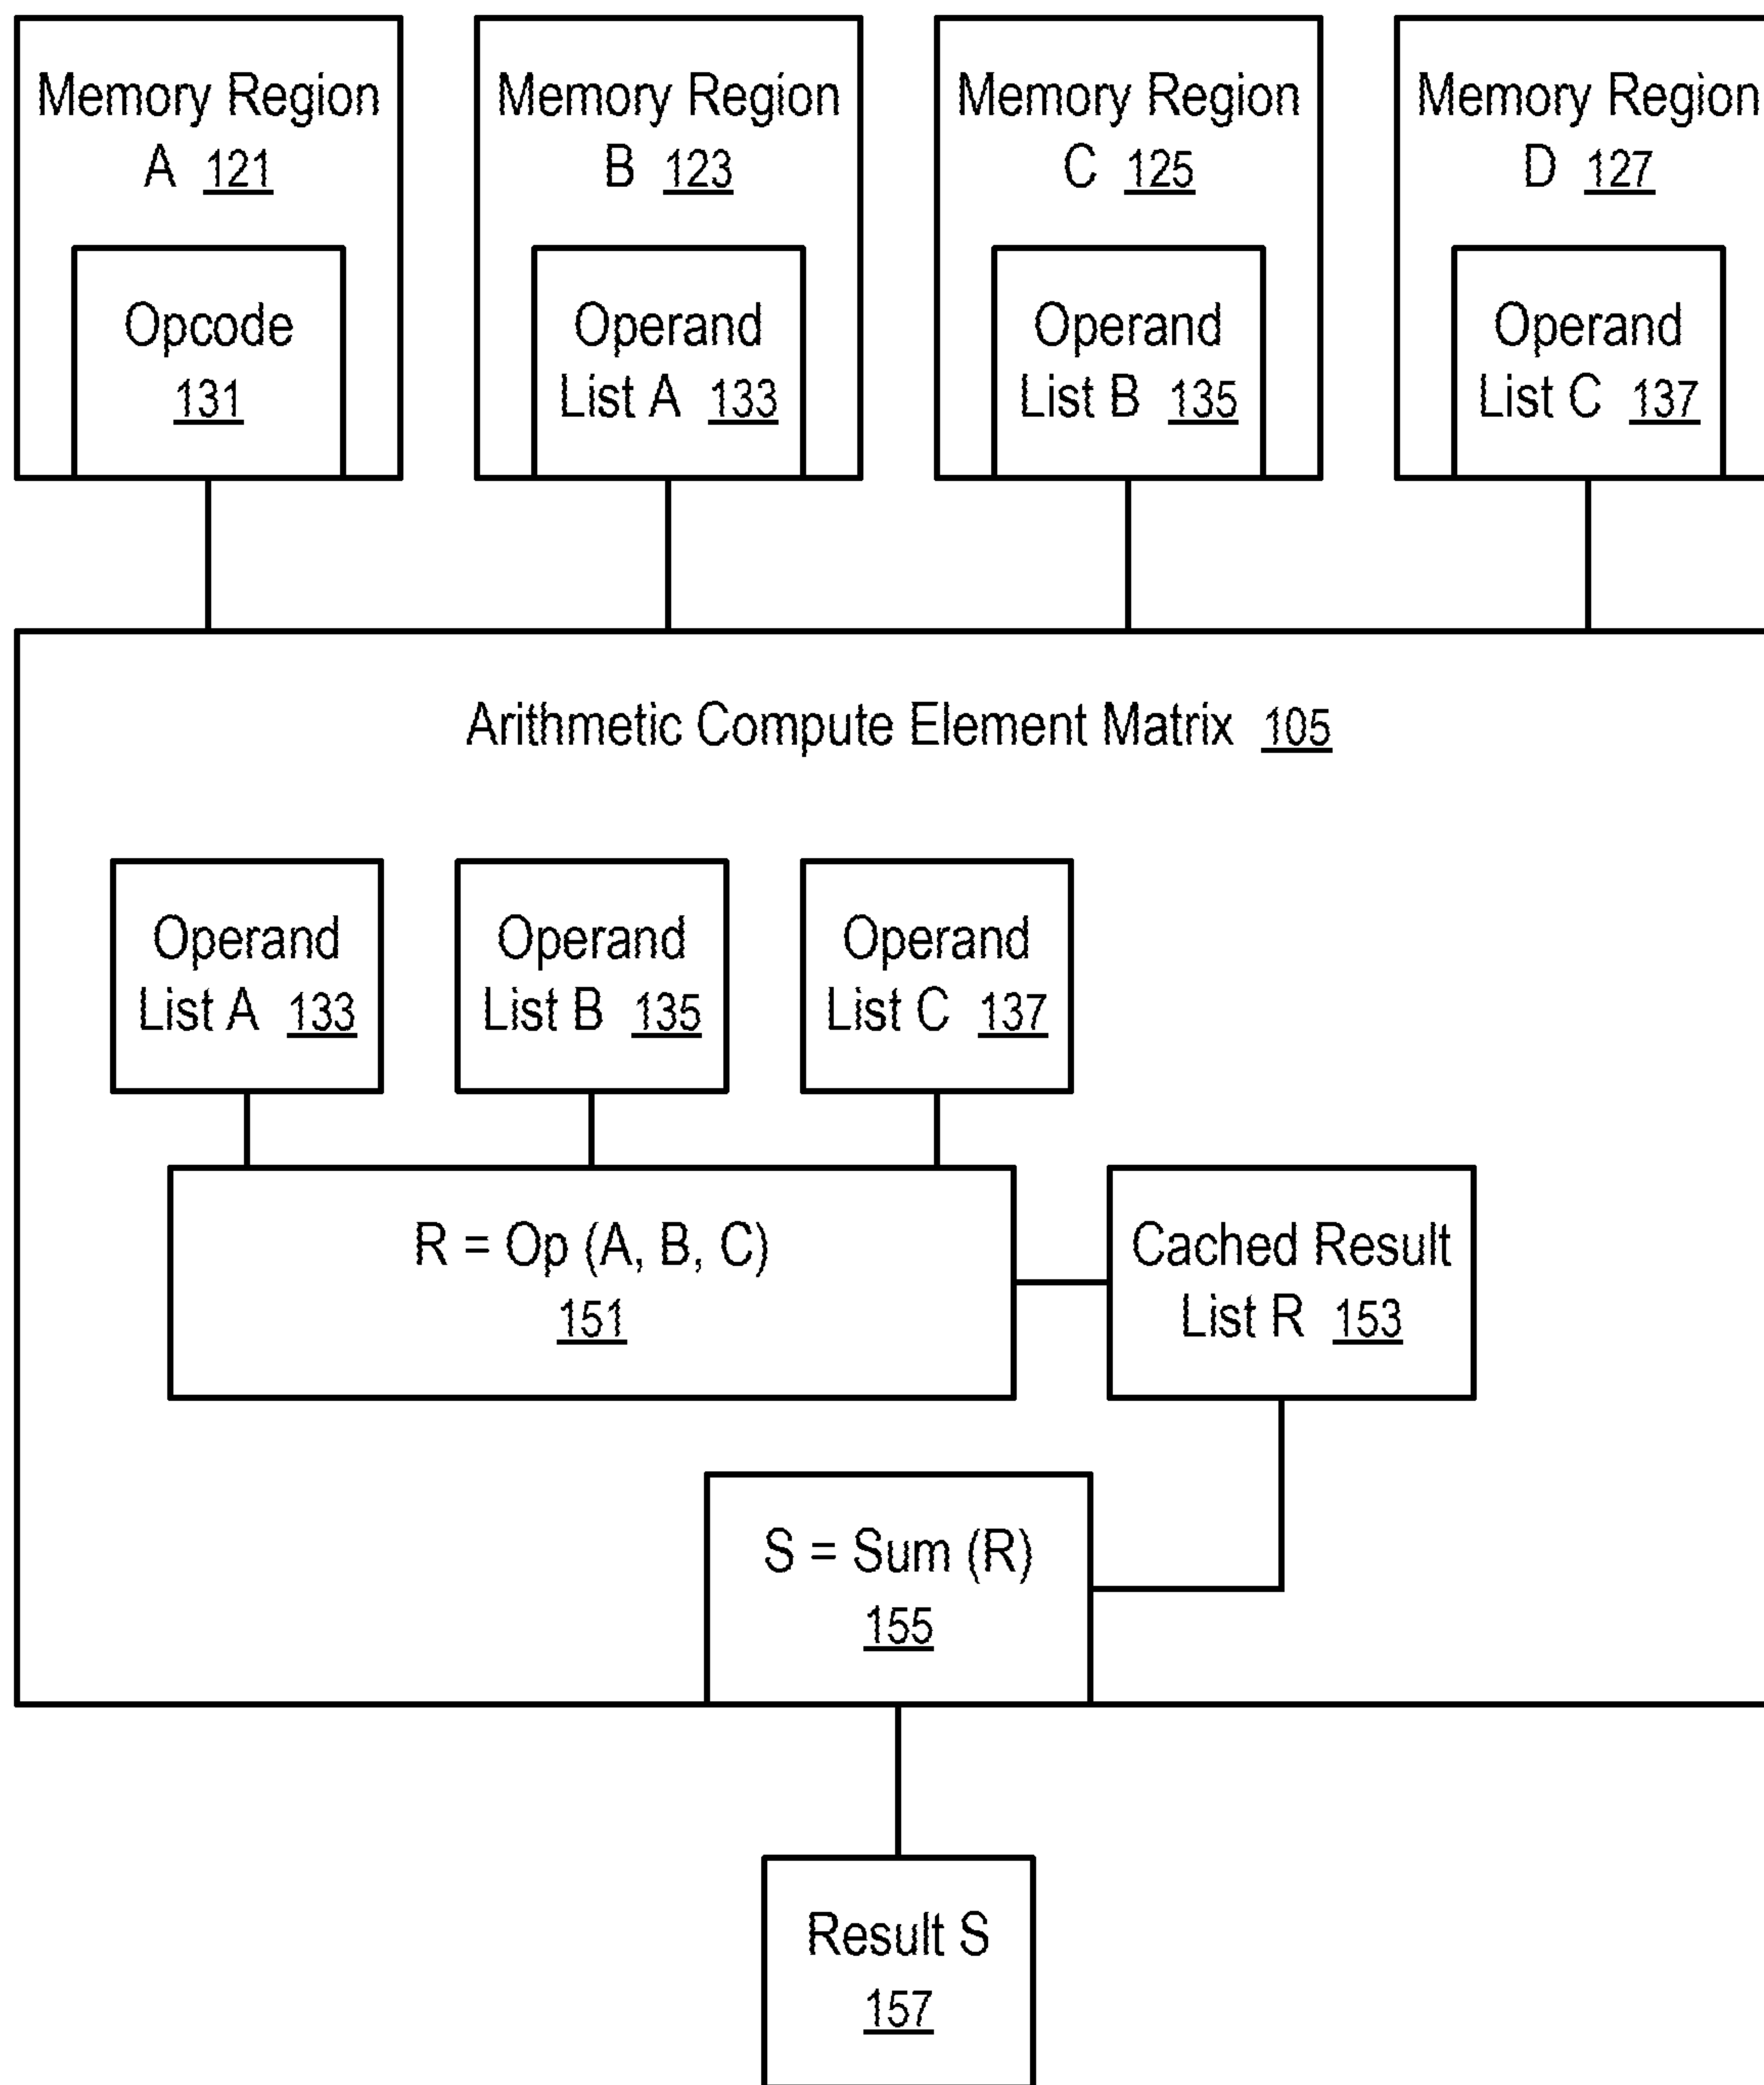 Memory Region
A 121
Opcode
131
Memory Region
B 123
Operand
List A 133
Memory Region
C 125
Operand
List B 135
Memory Region
D 127
Operand
List C 137
Arithmetic Compute Element Matrix 105
Operand
List A 133
Operand
List B 135
Operand
List C 137
R = Op (A, B, C)
151
Cached Result
List R 153
S = Sum (R)
155
Result S
157